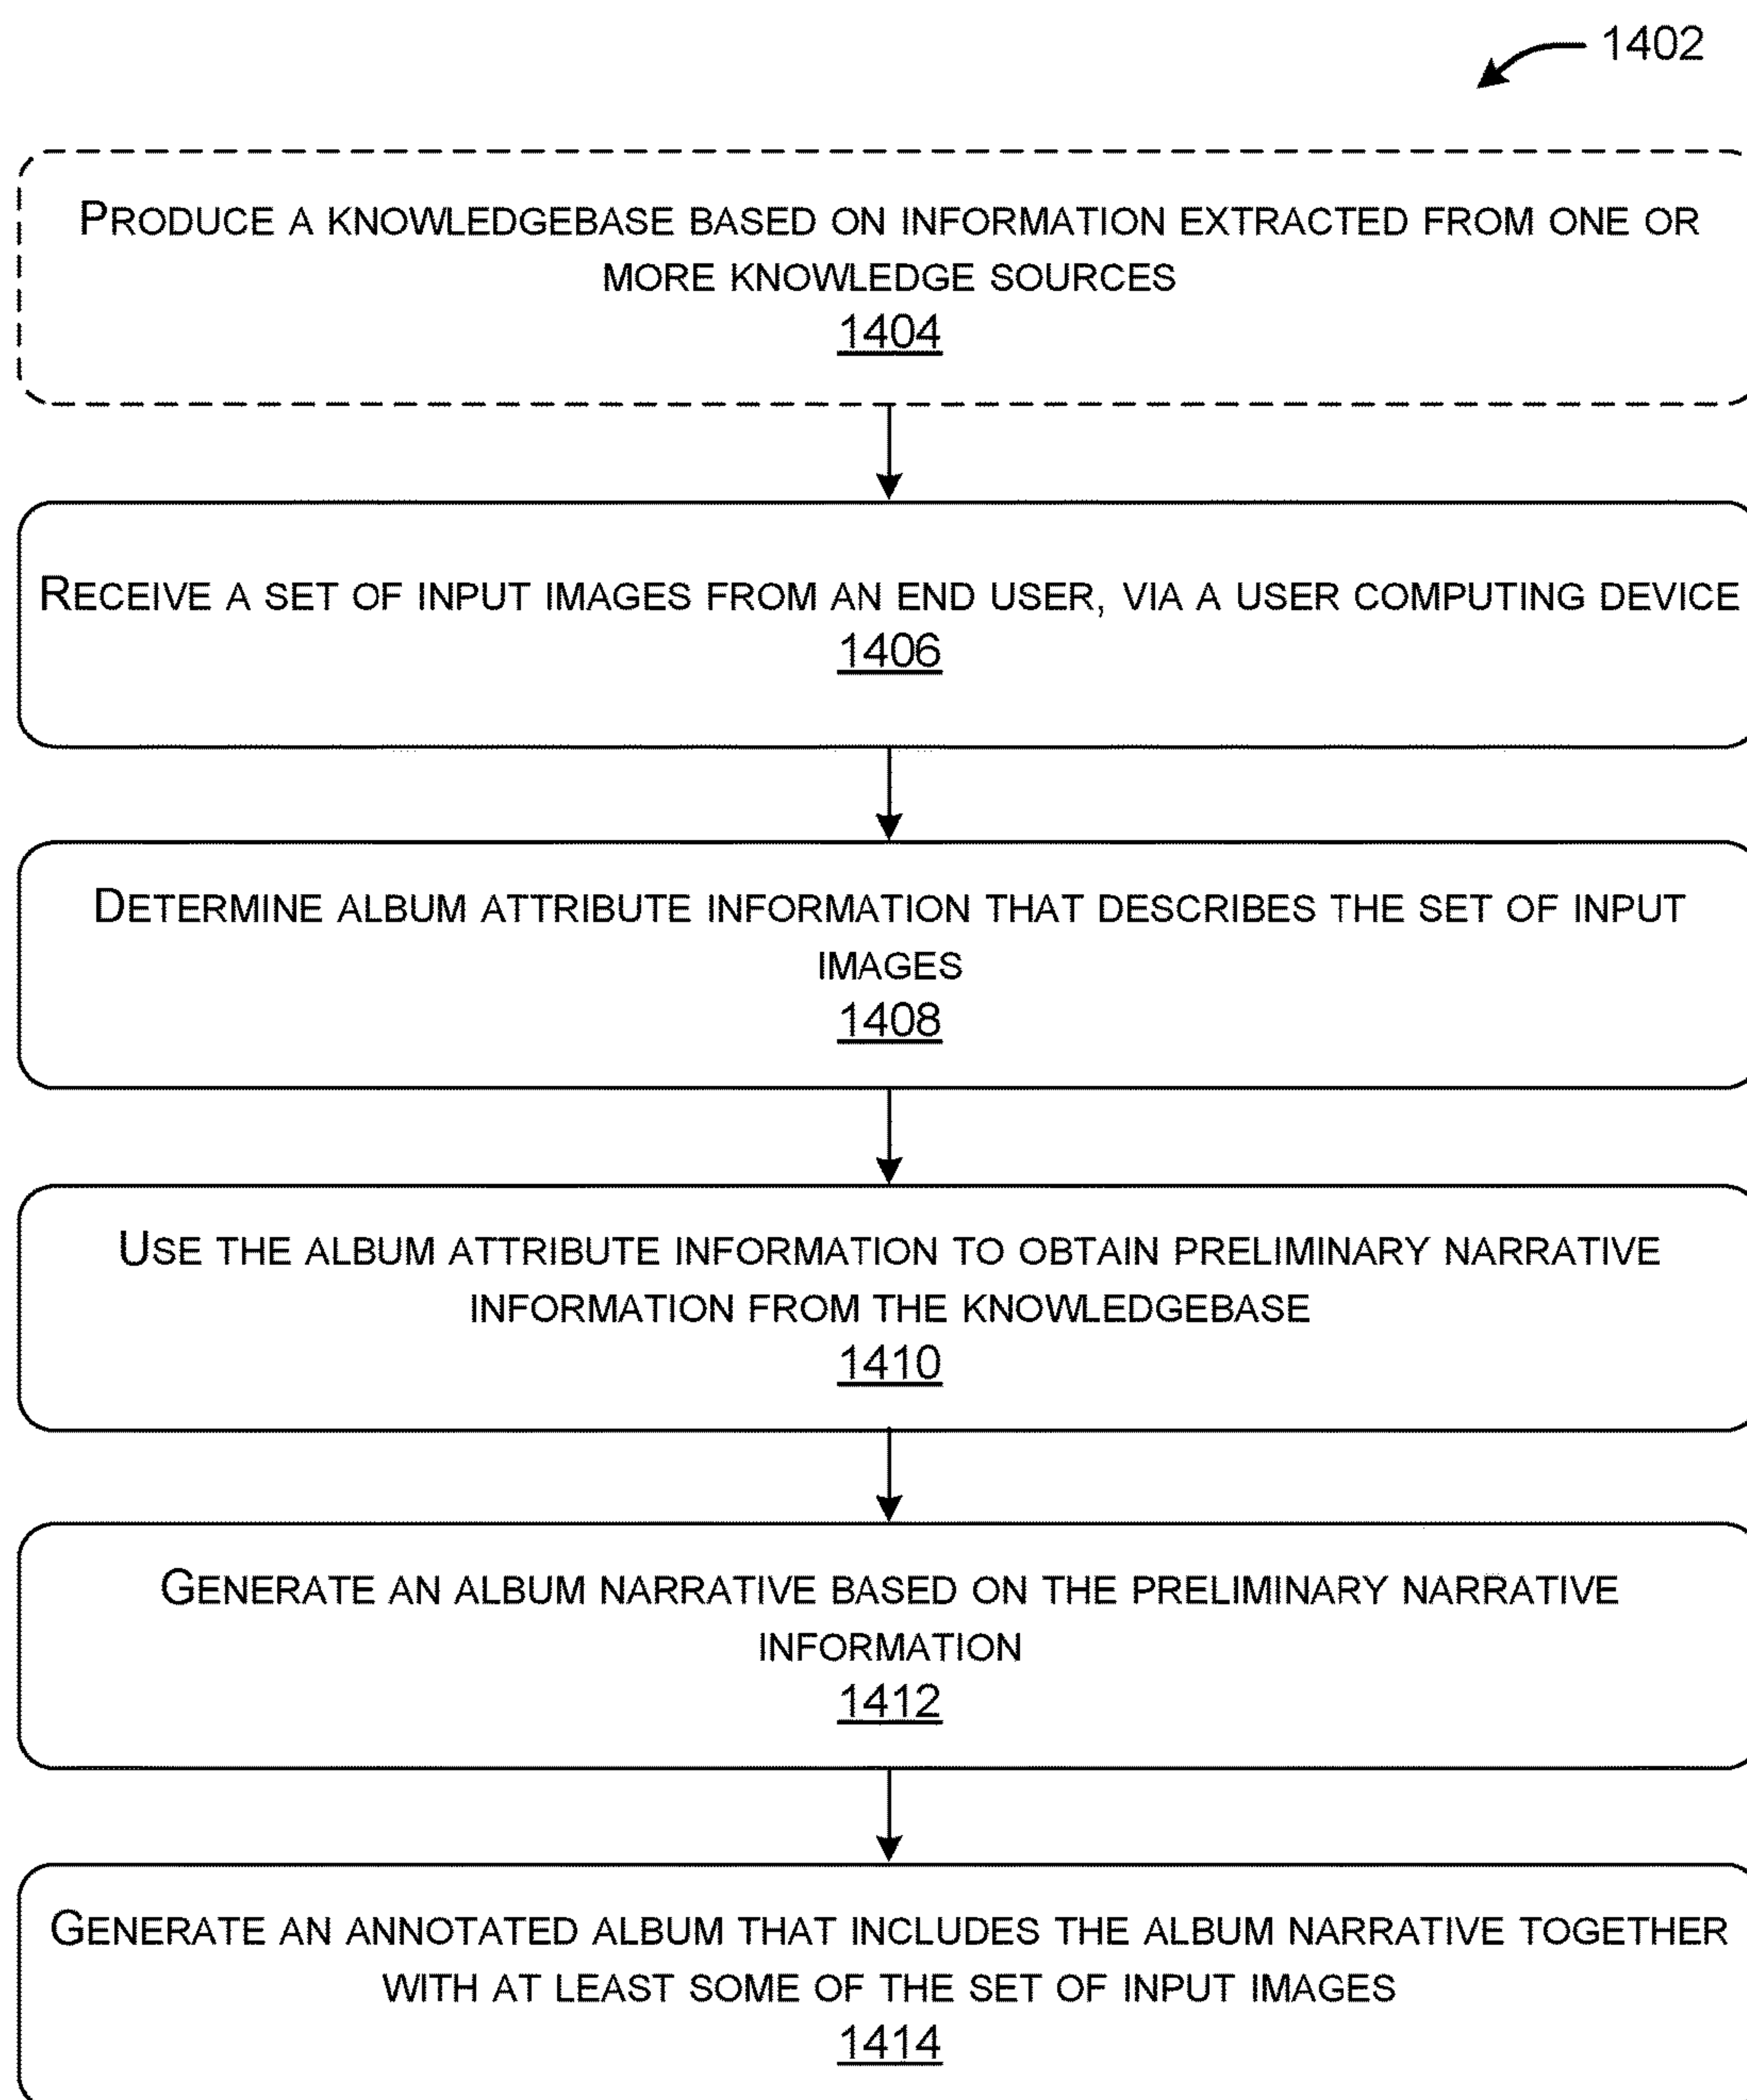 1402
PRODUCE A KNOWLEDGEBASE BASED ON INFORMATION EXTRACTED FROM ONE OR
MORE KNOWLEDGE SOURCES
1404
RECEIVE A SET OF INPUT IMAGES FROM AN END USER, VIA A USER COMPUTING DEVICE
1406
DETERMINE ALBUM ATTRIBUTE INFORMATION THAT DESCRIBES THE SET OF INPUT
IMAGES
1408
USE THE ALBUM ATTRIBUTE INFORMATION TO OBTAIN PRELIMINARY NARRATIVE
INFORMATION FROM THE KNOWLEDGEBASE
1410
GENERATE AN ALBUM NARRATIVE BASED ON THE PRELIMINARY NARRATIVE
INFORMATION
1412
GENERATE AN ANNOTATED ALBUM THAT INCLUDES THE ALBUM NARRATIVE TOGETHER
WITH AT LEAST SOME OF THE SET OF INPUT IMAGES
1414